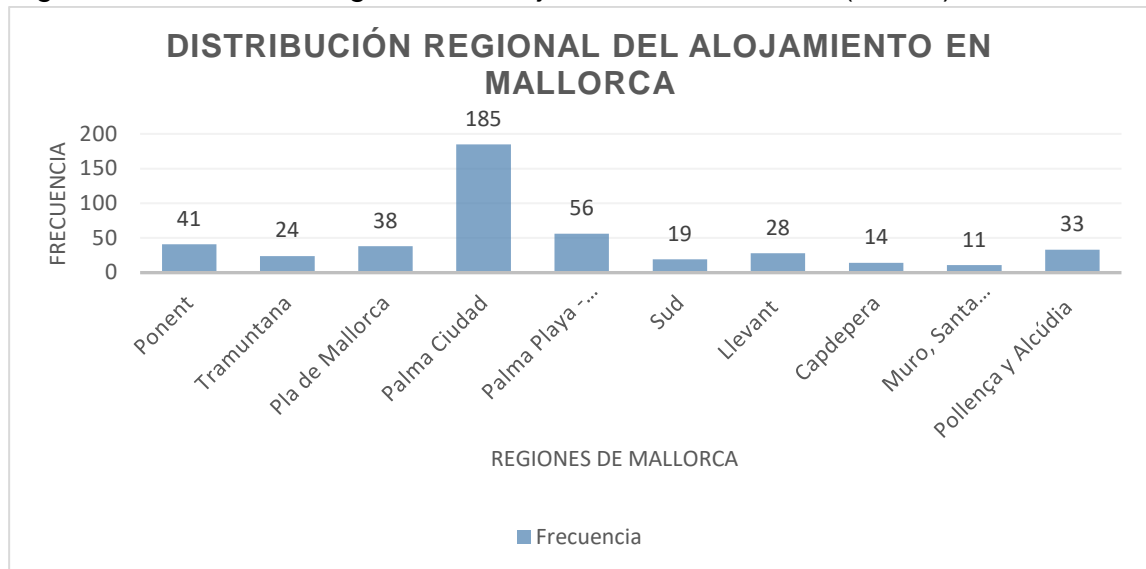 DISTRIBUCIÓN REGIONAL DEL ALOJAMIENTO EN
MALLORCA
FRECUENCIA
200
150
100
50
0
41
24
38
185
56
19
28
14
11
33
Ponent
Tramuntana
Pla de Mallorca
Palma Ciudad
Palma Playa -...
Sud
Llevant
Capdepera
Muro, Santa...
Pollença y Alcúdia
REGIONES DE MALLORCA
Frecuencia